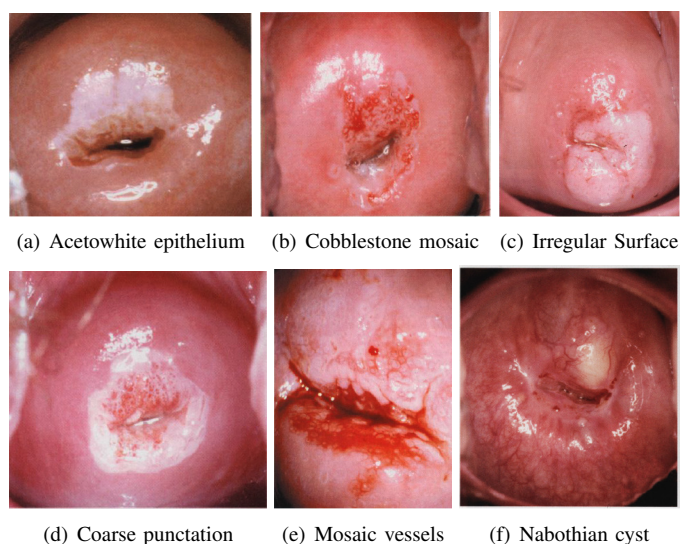 (a) Acetowhite epithelium (b) Cobblestone mosaic (c) Irregular Surface
(d) Coarse punctation (e) Mosaic vessels (f) Nabothian cyst